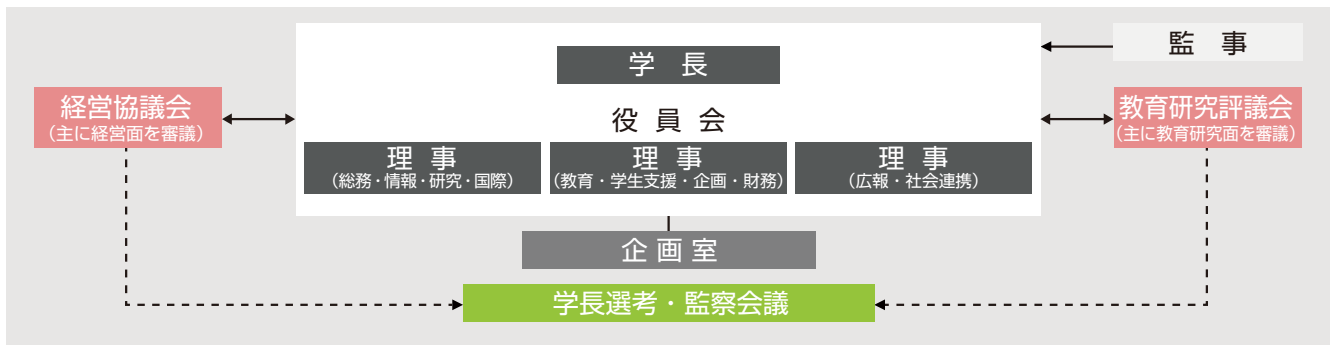 監 事
学 長
経営協議会
(主に経営面を審議)
役 員 会
教育研究評議会
(主に教育研究面を審議)
理 事
(総務・情報・研究・国際)
理 事
(教育・学生支援・企画・財務)
理 事
(広報・社会連携)
企 画 室
学長選考・監察会議